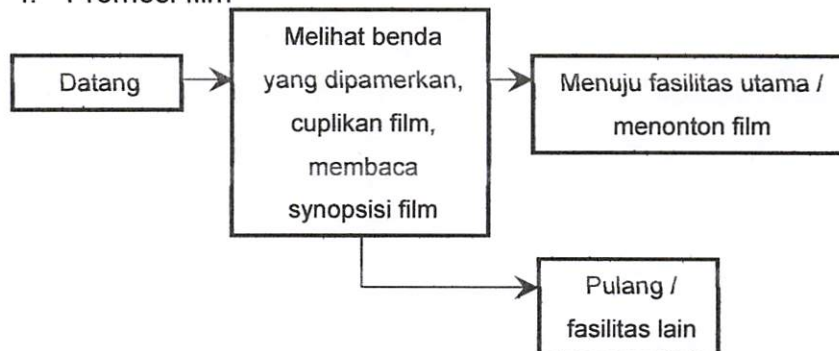 Promosi film
Datang
Melihat benda
yang dipamerkan,
cuplikan film,
membaca
synopsisi film
Menuju fasilitas utama /
menonton film
Pulang /
fasilitas lain